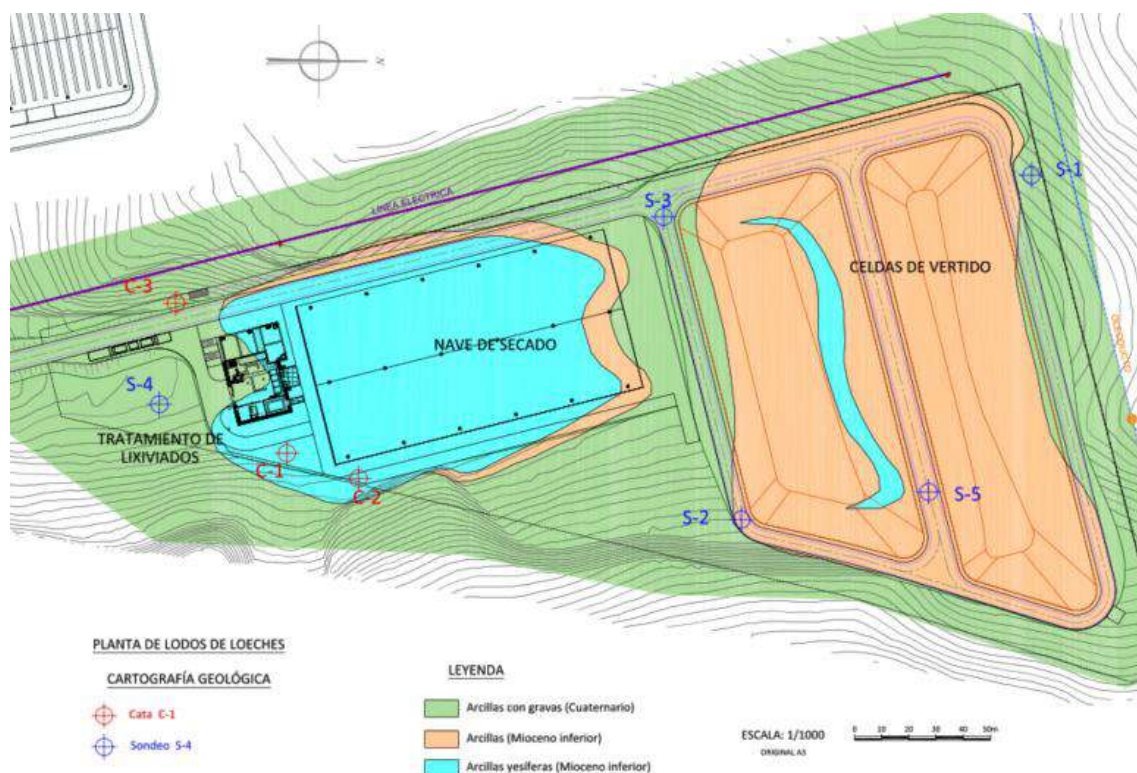 N
S-1
LINEA ELECTRICA
S-3
CELDAS DE VERTIDO
C-3
NAVE DE SECADO
S-4
TRATAMIENTO DE
LIXIVIADOS
C-1
C-2
S-5
S-2
PLANTA DE LODOS DE LOECHES
CARTOGRAFÍA GEOLÓGICA
Cata C-1
Sondeo S-4
LEYENDA
Arcillas con gravas (Cuaternario)
Arcillas (Mioceno inferior)
Arcillas yesíferas (Mioceno inferior)
ESCALA: 1/1000
ORIGINAL A3
0 10 20 30 40 50m